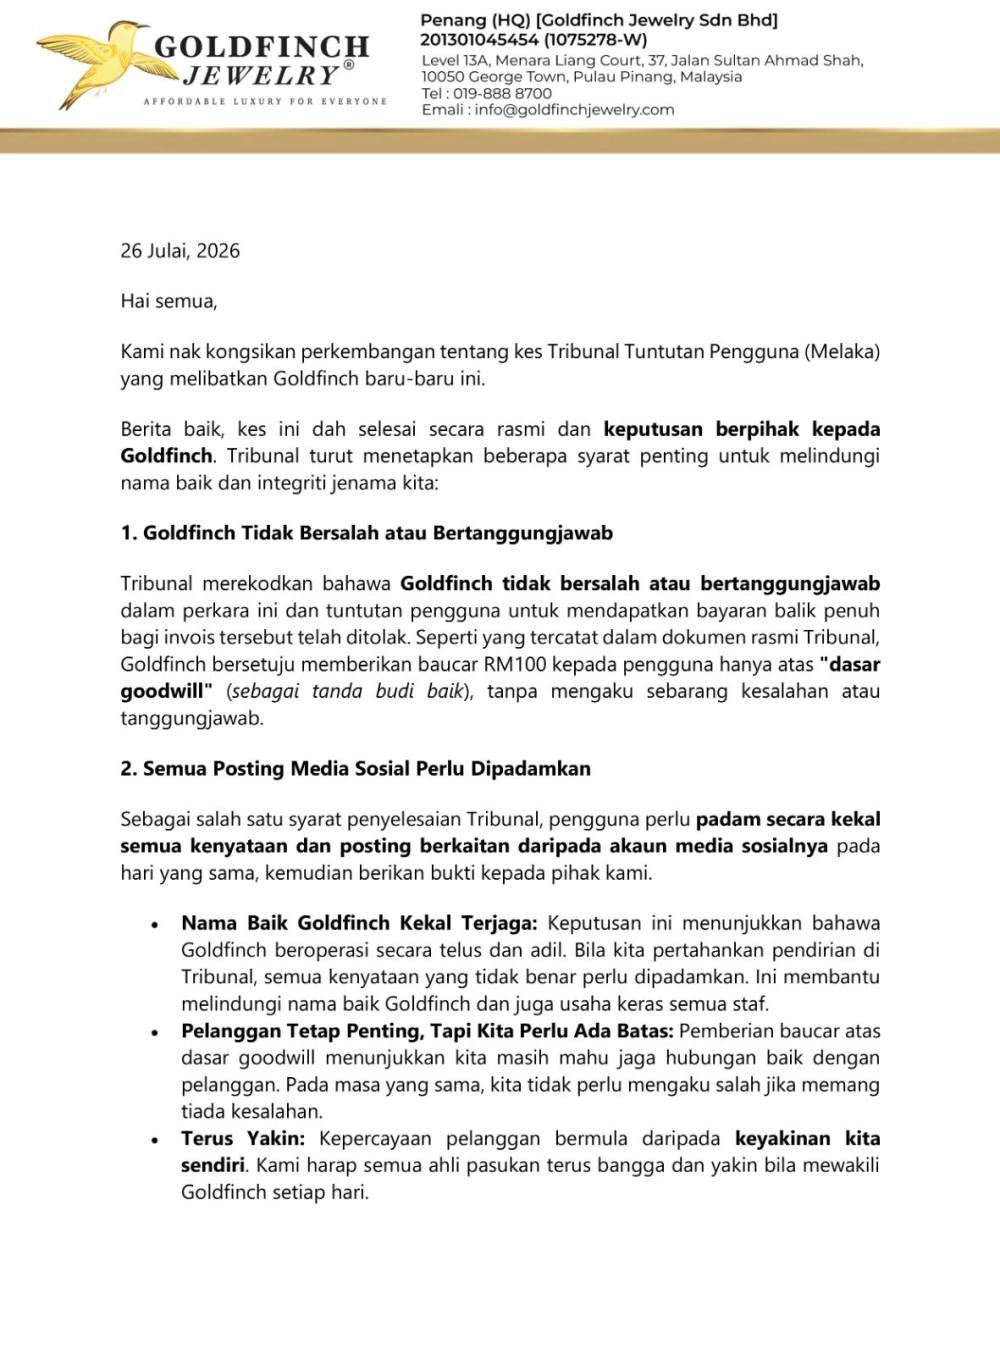 GOLDFINCH
JEWELRY®
AFFORDABLE LUXURY FOR EVERYONE
Penang (HQ) [Goldfinch Jewelry Sdn Bhd]
201301045454 (1075278-W)
Level 13A, Menara Liang Court, 37, Jalan Sultan Ahmad Shah,
10050 George Town, Pulau Pinang, Malaysia
Tel : 019-888 8700
Emali : info@goldfinchjewelry.com
26 Julai, 2026
Hai semua,
Kami nak kongsikan perkembangan tentang kes Tribunal Tuntutan Pengguna (Melaka)
yang melibatkan Goldfinch baru-baru ini.
Berita baik, kes ini dah selesai secara rasmi dan keputusan berpihak kepada
Goldfinch. Tribunal turut menetapkan beberapa syarat penting untuk melindungi
nama baik dan integriti jenama kita:
1. Goldfinch Tidak Bersalah atau Bertanggungjawab
Tribunal merekodkan bahawa Goldfinch tidak bersalah atau bertanggungjawab
dalam perkara ini dan tuntutan pengguna untuk mendapatkan bayaran balik penuh
bagi invois tersebut telah ditolak. Seperti yang tercatat dalam dokumen rasmi Tribunal,
Goldfinch bersetuju memberikan baucar RM100 kepada pengguna hanya atas "dasar
goodwill" (sebagai tanda budi baik), tanpa mengaku sebarang kesalahan atau
tanggungjawab.
2. Semua Posting Media Sosial Perlu Dipadamkan
Sebagai salah satu syarat penyelesaian Tribunal, pengguna perlu padam secara kekal
semua kenyataan dan posting berkaitan daripada akaun media sosialnya pada
hari yang sama, kemudian berikan bukti kepada pihak kami.
• Nama Baik Goldfinch Kekal Terjaga: Keputusan ini menunjukkan bahawa
Goldfinch beroperasi secara telus dan adil. Bila kita pertahankan pendirian di
Tribunal, semua kenyataan yang tidak benar perlu dipadamkan. Ini membantu
melindungi nama baik Goldfinch dan juga usaha keras semua staf.
• Pelanggan Tetap Penting, Tapi Kita Perlu Ada Batas: Pemberian baucar atas
dasar goodwill menunjukkan kita masih mahu jaga hubungan baik dengan
pelanggan. Pada masa yang sama, kita tidak perlu mengaku salah jika memang
tiada kesalahan.
• Terus Yakin: Kepercayaan pelanggan bermula daripada keyakinan kita
sendiri. Kami harap semua ahli pasukan terus bangga dan yakin bila mewakili
Goldfinch setiap hari.